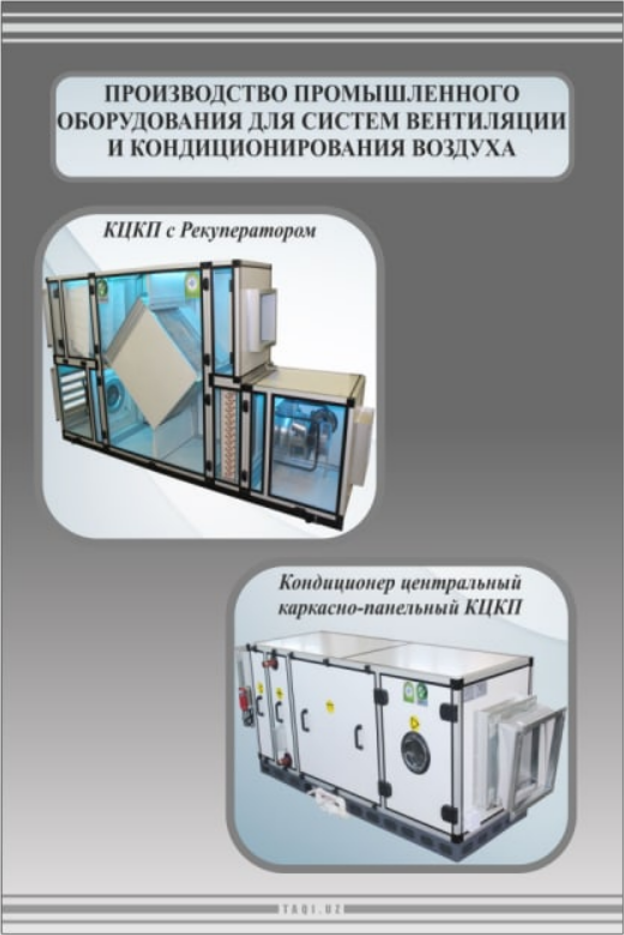 ПРОИЗВОДСТВО ПРОМЫШЛЕННОГО
ОБОРУДОВАНИЯ ДЛЯ СИСТЕМ ВЕНТИЛЯЦИИ
И КОНДИЦИОНИРОВАНИЯ ВОЗДУХА
КЦКП с Рекуператором
Кондиционер центральный
каркасно-панельный КЦКП
TAQI.UZ